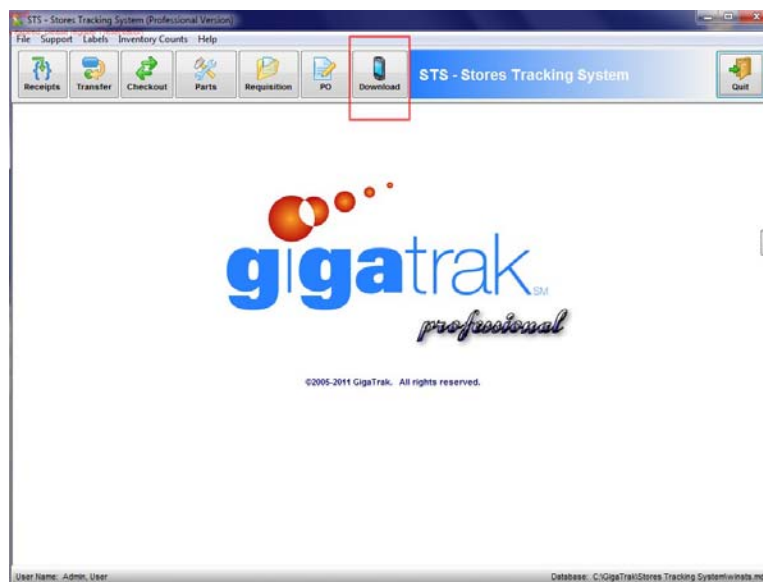 STS - Stores Tracking System (Professional Version)
File Support Labels Inventory Counts Help
Receipts Transfer Checkout Parts Requisition PO Download STS - Stores Tracking System Quit
gigatrak SM
professional
©2005-2011 GigaTrak. All rights reserved.
User Name: Admin, User Database: C:\GigaTrak\Stores Tracking System\winsts.m